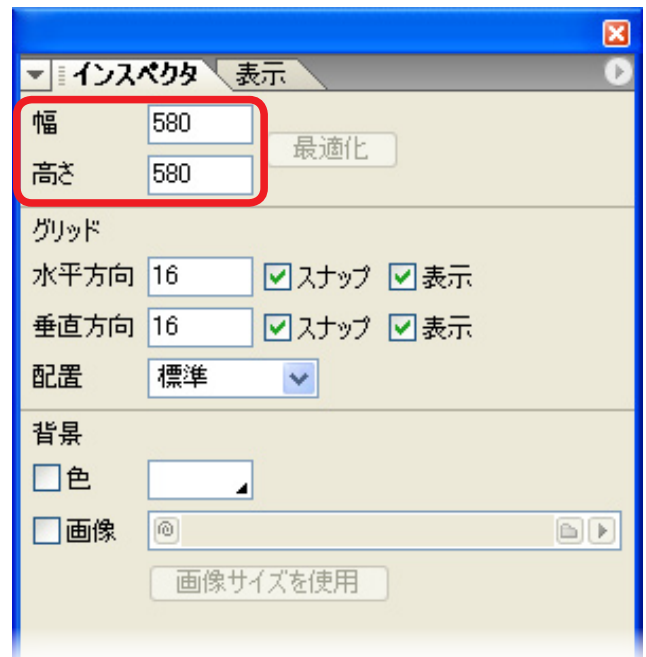 インスペクタ 表示
幅 580
最適化
高さ 580
グリッド
水平方向 16 スナップ 表示
垂直方向 16 スナップ 表示
配置 標準
背景
色
画像
画像サイズを使用